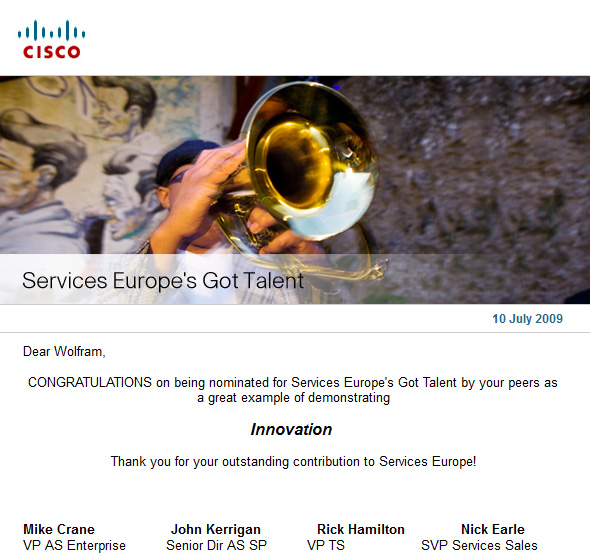 CISCO
Services Europe's Got Talent
10 July 2009
Dear Wolfram,
CONGRATULATIONS on being nominated for Services Europe's Got Talent by your peers as
a great example of demonstrating
Innovation
Thank you for your outstanding contribution to Services Europe!
Mike Crane John Kerrigan Rick Hamilton Nick Earle
VP AS Enterprise Senior Dir AS SP VP TS SVP Services Sales